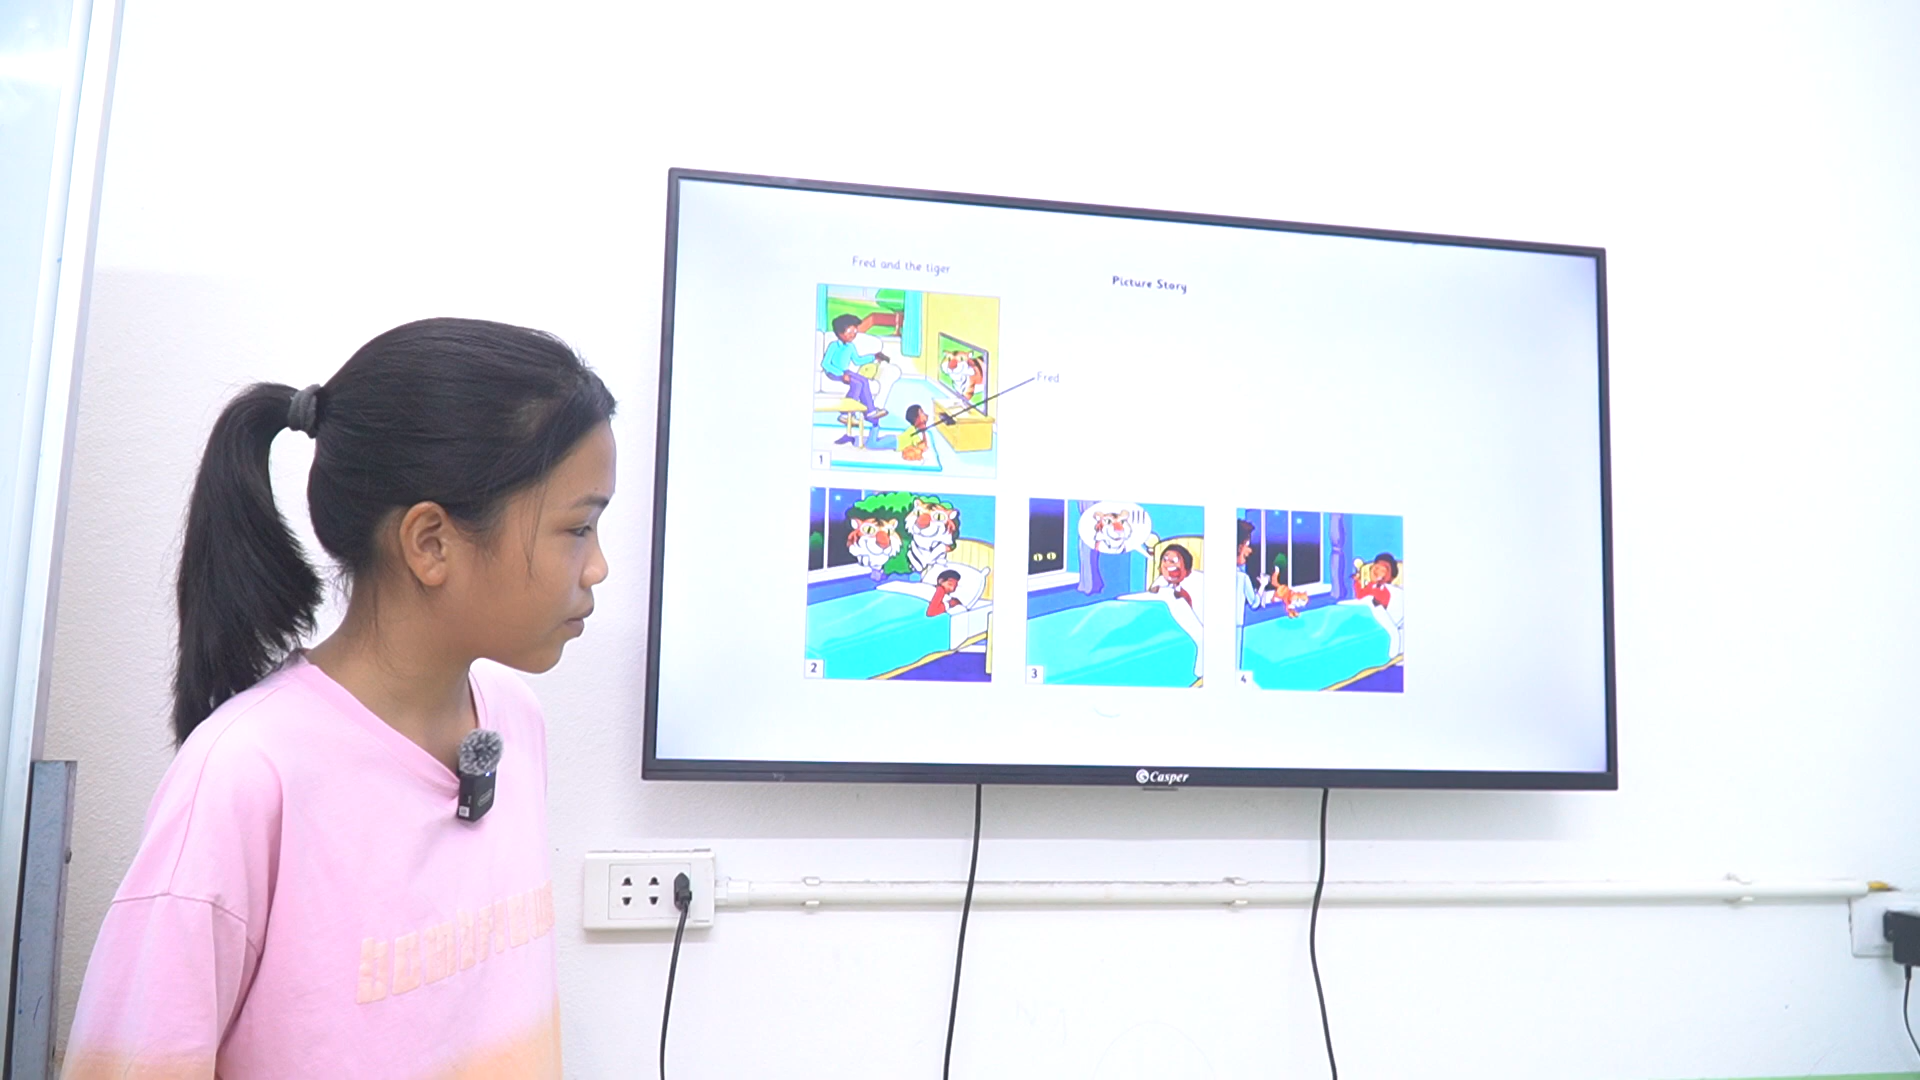 Fred and the tiger
Picture Story
Fred
1
2
3
!!!
4
Casper